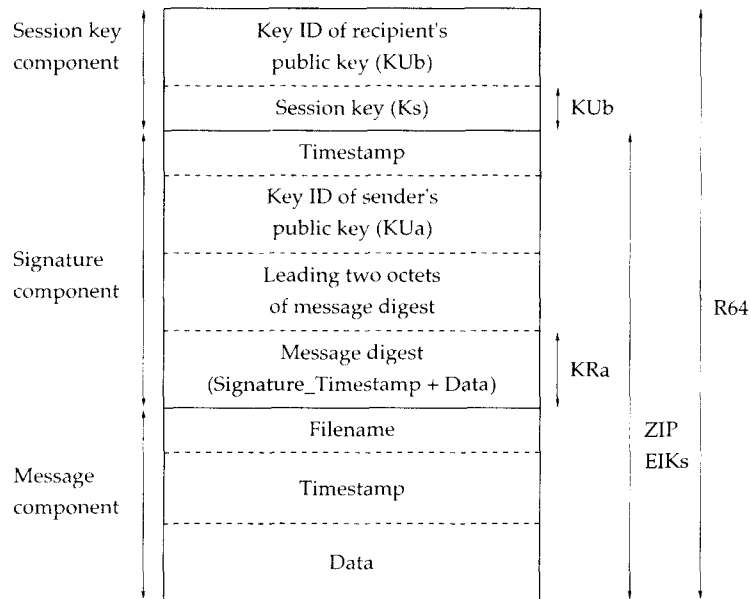 Session key
component
Key ID of recipient's
public key (KUb)
Session key (Ks)
KUb
Signature
component
Timestamp
Key ID of sender's
public key (KUa)
Leading two octets
of message digest
Message digest
(Signature_Timestamp + Data)
KRa
R64
ZIP
EIKs
Message
component
Filename
Timestamp
Data